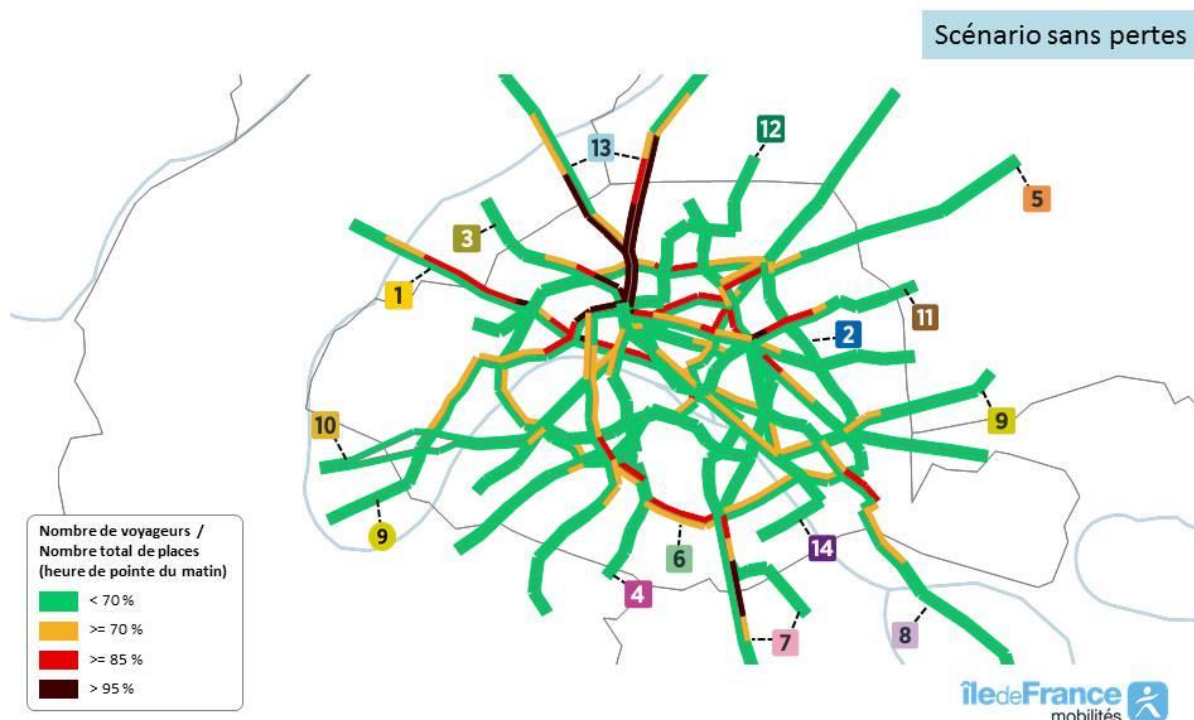 Scénario sans pertes
12
13
5
3
1
11
2
10
9
9
6
14
4
7
8
Nombre de voyageurs /
Nombre total de places
(heure de pointe du matin)
< 70 %
>= 70 %
>= 85 %
> 95 %
îledeFrance
mobilités